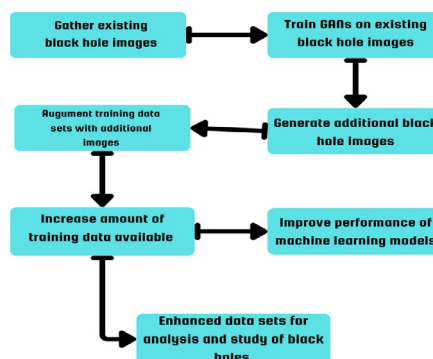 Gather existing
black hole images
Train GANs on existing
black hole images
Augument training data
sets with additional
images
Generate additional black
hole images
Increase amount of
training data available
Improve performance of
machine learning models
Enhanced data sets for
analysis and study of black
holes